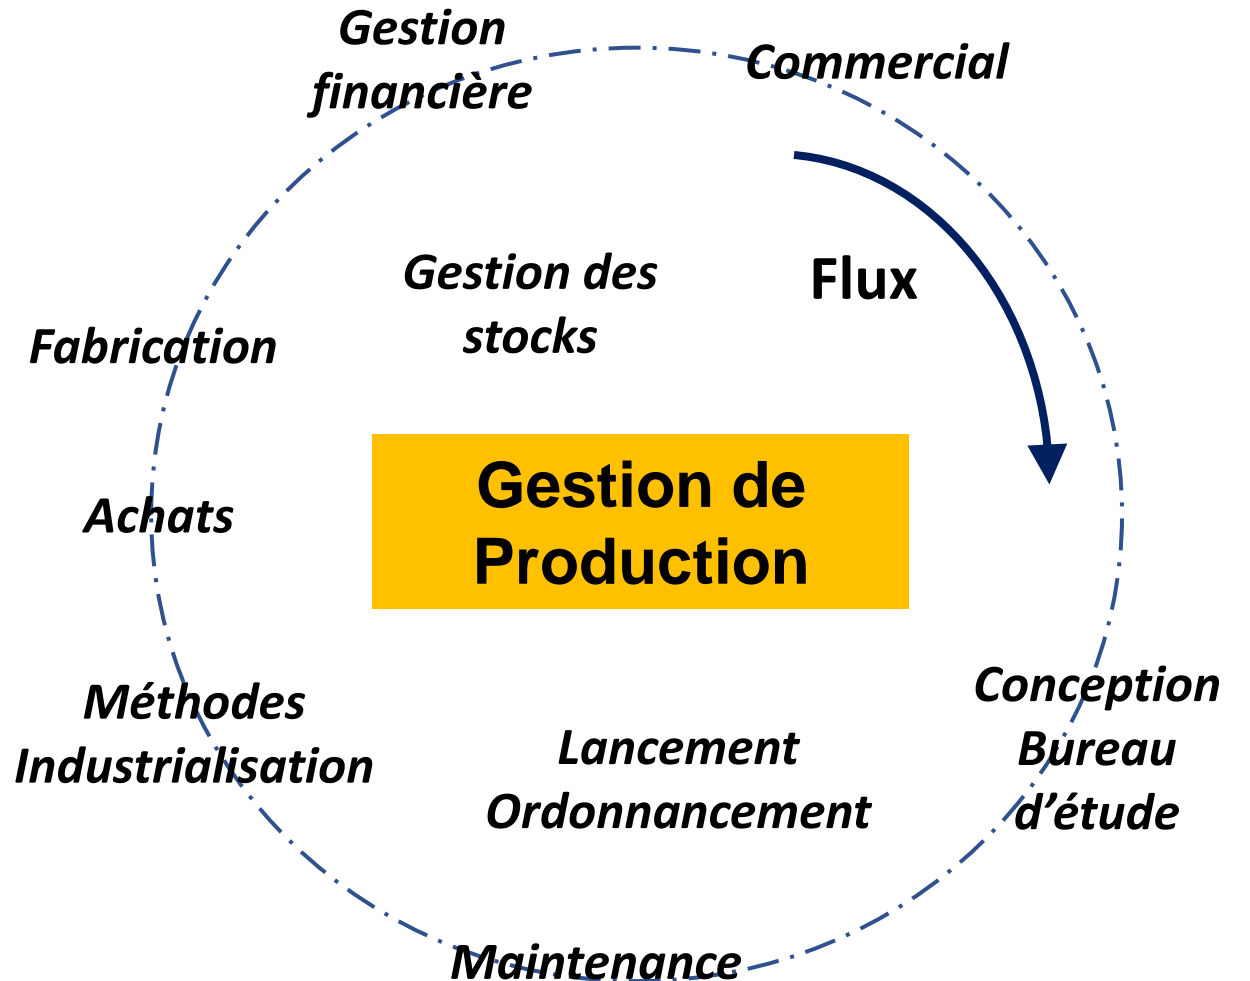 Gestion
financière
Commercial
Gestion des
stocks
Flux
Fabrication
Gestion de
Production
Achats
Méthodes
Industrialisation
Lancement
Ordonnancement
Conception
Bureau
d’étude
Maintenance